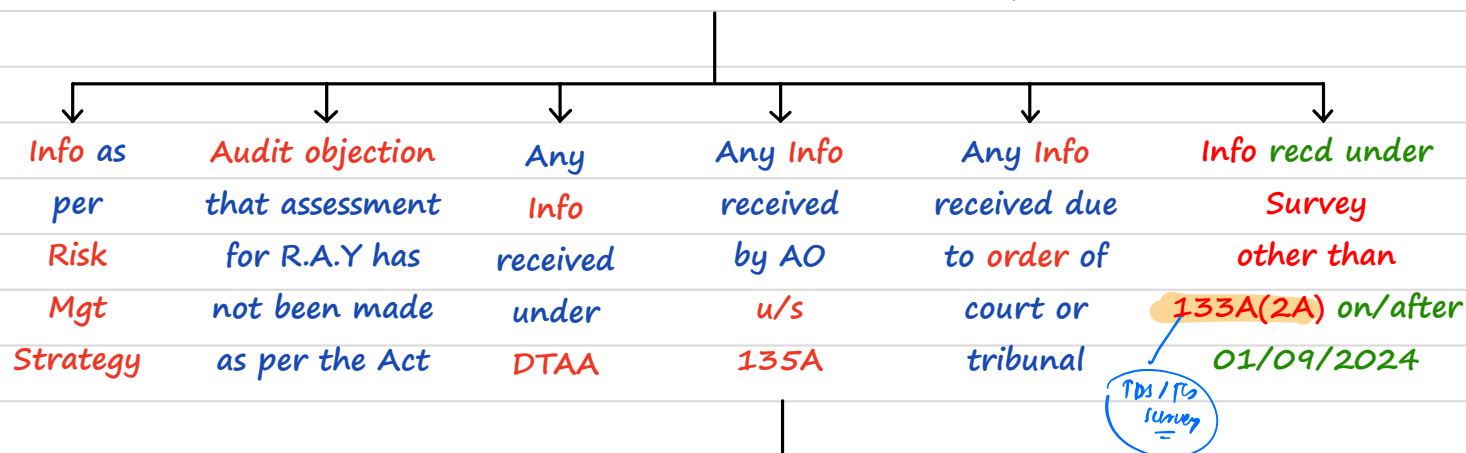 Info as
per
Risk
Mgt
Strategy
Audit objection
that assessment
for R.A.Y has
not been made
as per the Act
Any
Info
received
under
DTAA
Any Info
received
by AO
u/s
135A
Any Info
received due
to order of
court or
tribunal
Info recd under
Survey
other than
133A(2A) on/after
01/09/2024
TDS/TCS
survey